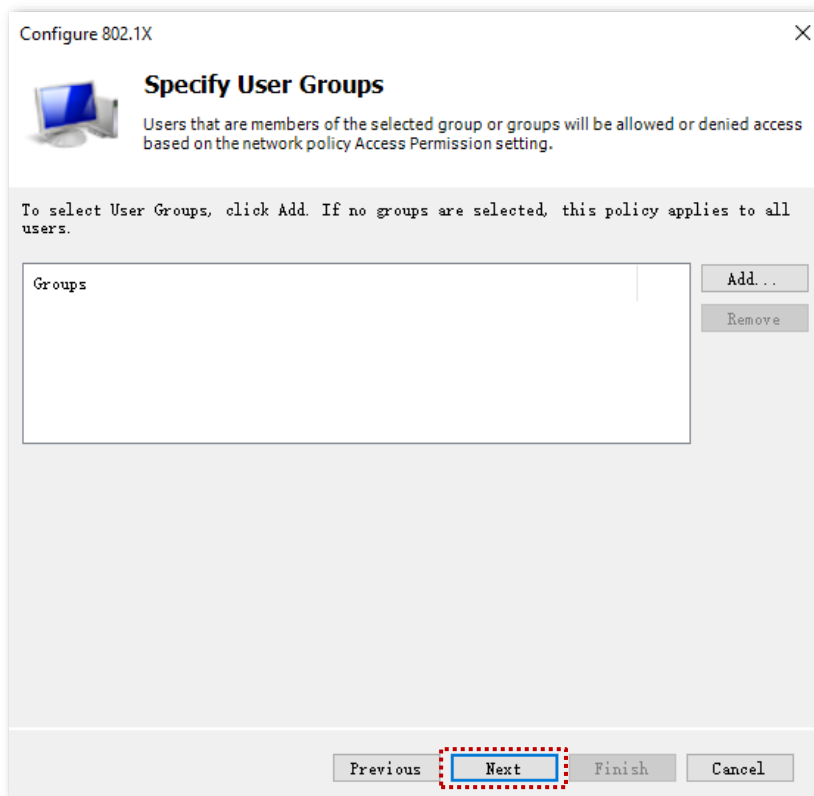 Configure 802.1X
Specify User Groups
Users that are members of the selected group or groups will be allowed or denied access
based on the network policy Access Permission setting.
To select User Groups, click Add. If no groups are selected, this policy applies to all
users.
Groups
Add...
Remove
Previous
Next
Finish
Cancel